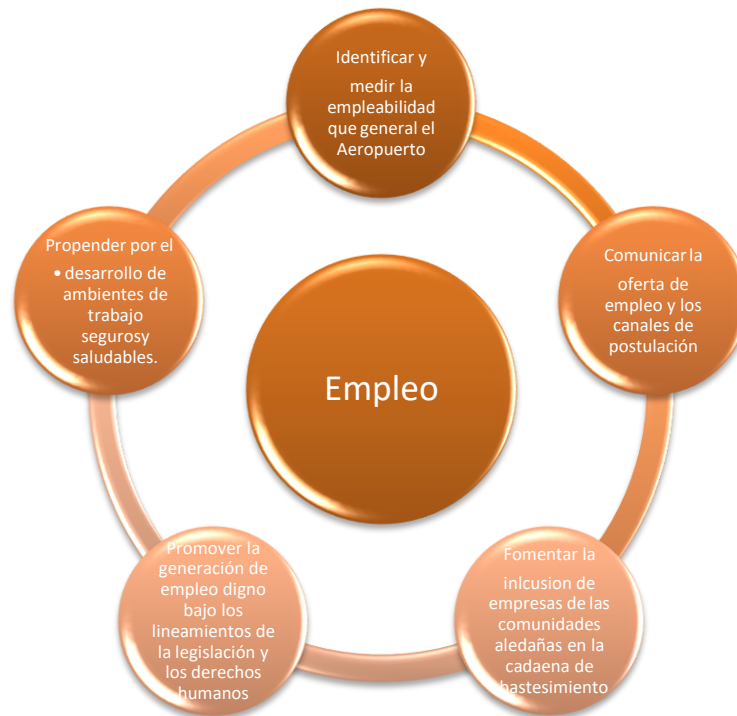 Identificar y
medir la
empleabilidad
que general el
Aeropuerto
Comunicar la
oferta de
empleo y los
canales de
postulación
Fomentar la
inlcusion de
empresas de las
comunidades
aledañas en la
cadaena de
bastesimiento
Promover la
generación de
empleo digno
bajo los
lineamientos de
la legislación y
los derechos
humanos
Propender por el
• desarrollo de
ambientes de
trabajo
segurosy
saludables.
Empleo